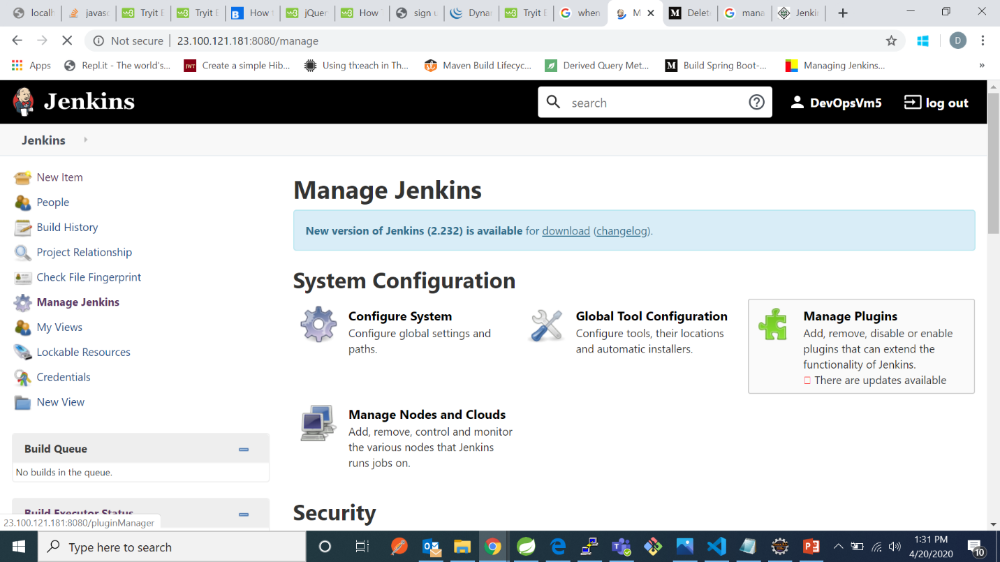 localh
javasc
Tryit E
Tryit E
How t
jQuer
How T
sign u
Dynar
Tryit E
when
M
Delet
mana
Jenki
Not secure | 23.100.121.181:8080/manage
D
Apps
Repl.it - The world's...
JWT
Create a simple Hib...
Using th:each in Th...
Maven Build Lifecyc...
Derived Query Met...
Build Spring Boot-...
Managing Jenkins...
»
Jenkins
search
DevOpsVm5
log out
Jenkins
New Item
People
Build History
Project Relationship
Check File Fingerprint
Manage Jenkins
My Views
Lockable Resources
Credentials
New View
Build Queue
No builds in the queue.
Build Executor Status
Manage Jenkins
New version of Jenkins (2.232) is available for download (changelog).
System Configuration
Configure System
Configure global settings and
paths.
Global Tool Configuration
Configure tools, their locations
and automatic installers.
Manage Plugins
Add, remove, disable or enable
plugins that can extend the
functionality of Jenkins.
There are updates available
Manage Nodes and Clouds
Add, remove, control and monitor
the various nodes that Jenkins
runs jobs on.
Security
23.100.121.181:8080/pluginManager
Type here to search
1:31 PM
4/20/2020
10